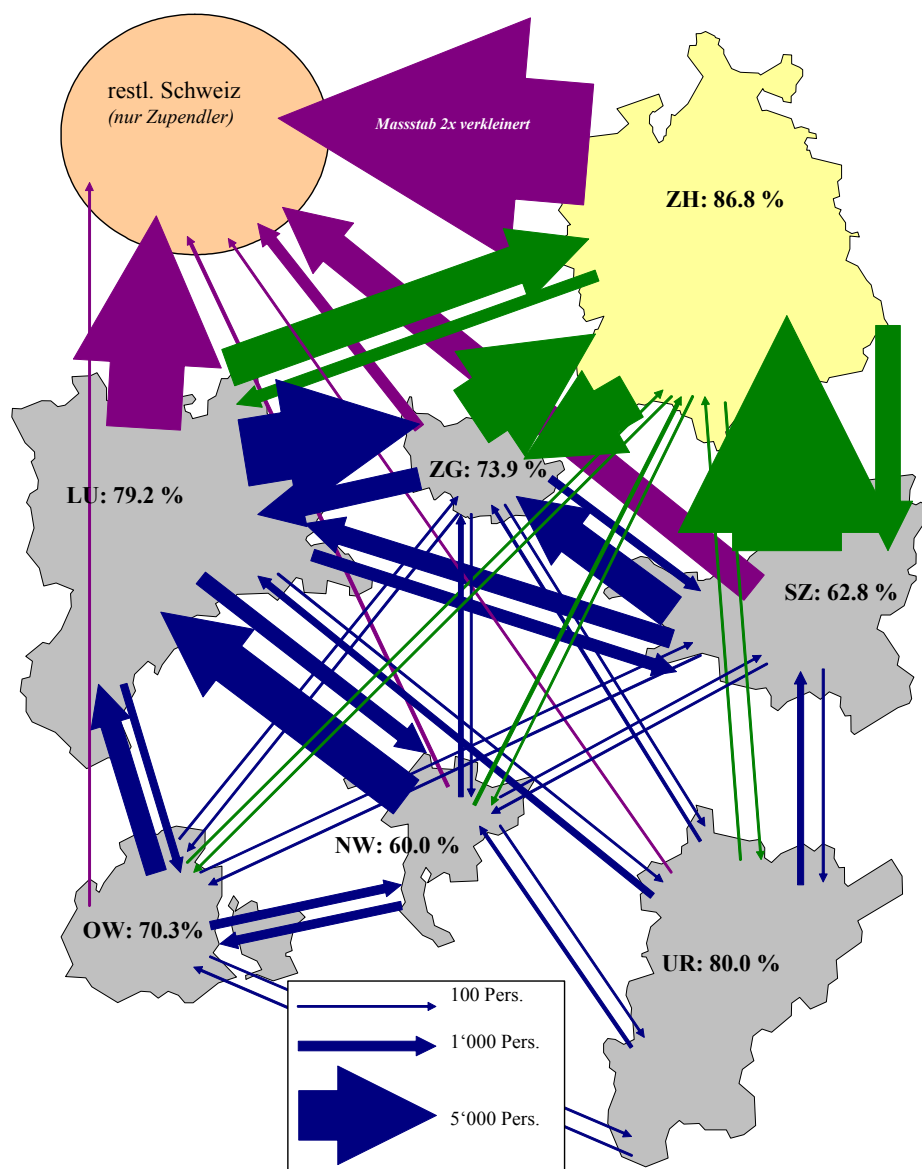 restl. Schweiz
(nur Zupendler)
Massstab 2x verkleinert
ZH: 86.8 %
ZG: 73.9 %
LU: 79.2 %
SZ: 62.8 %
NW: 60.0 %
OW: 70.3%
UR: 80.0 %
100 Pers.
1‘000 Pers.
5‘000 Pers.